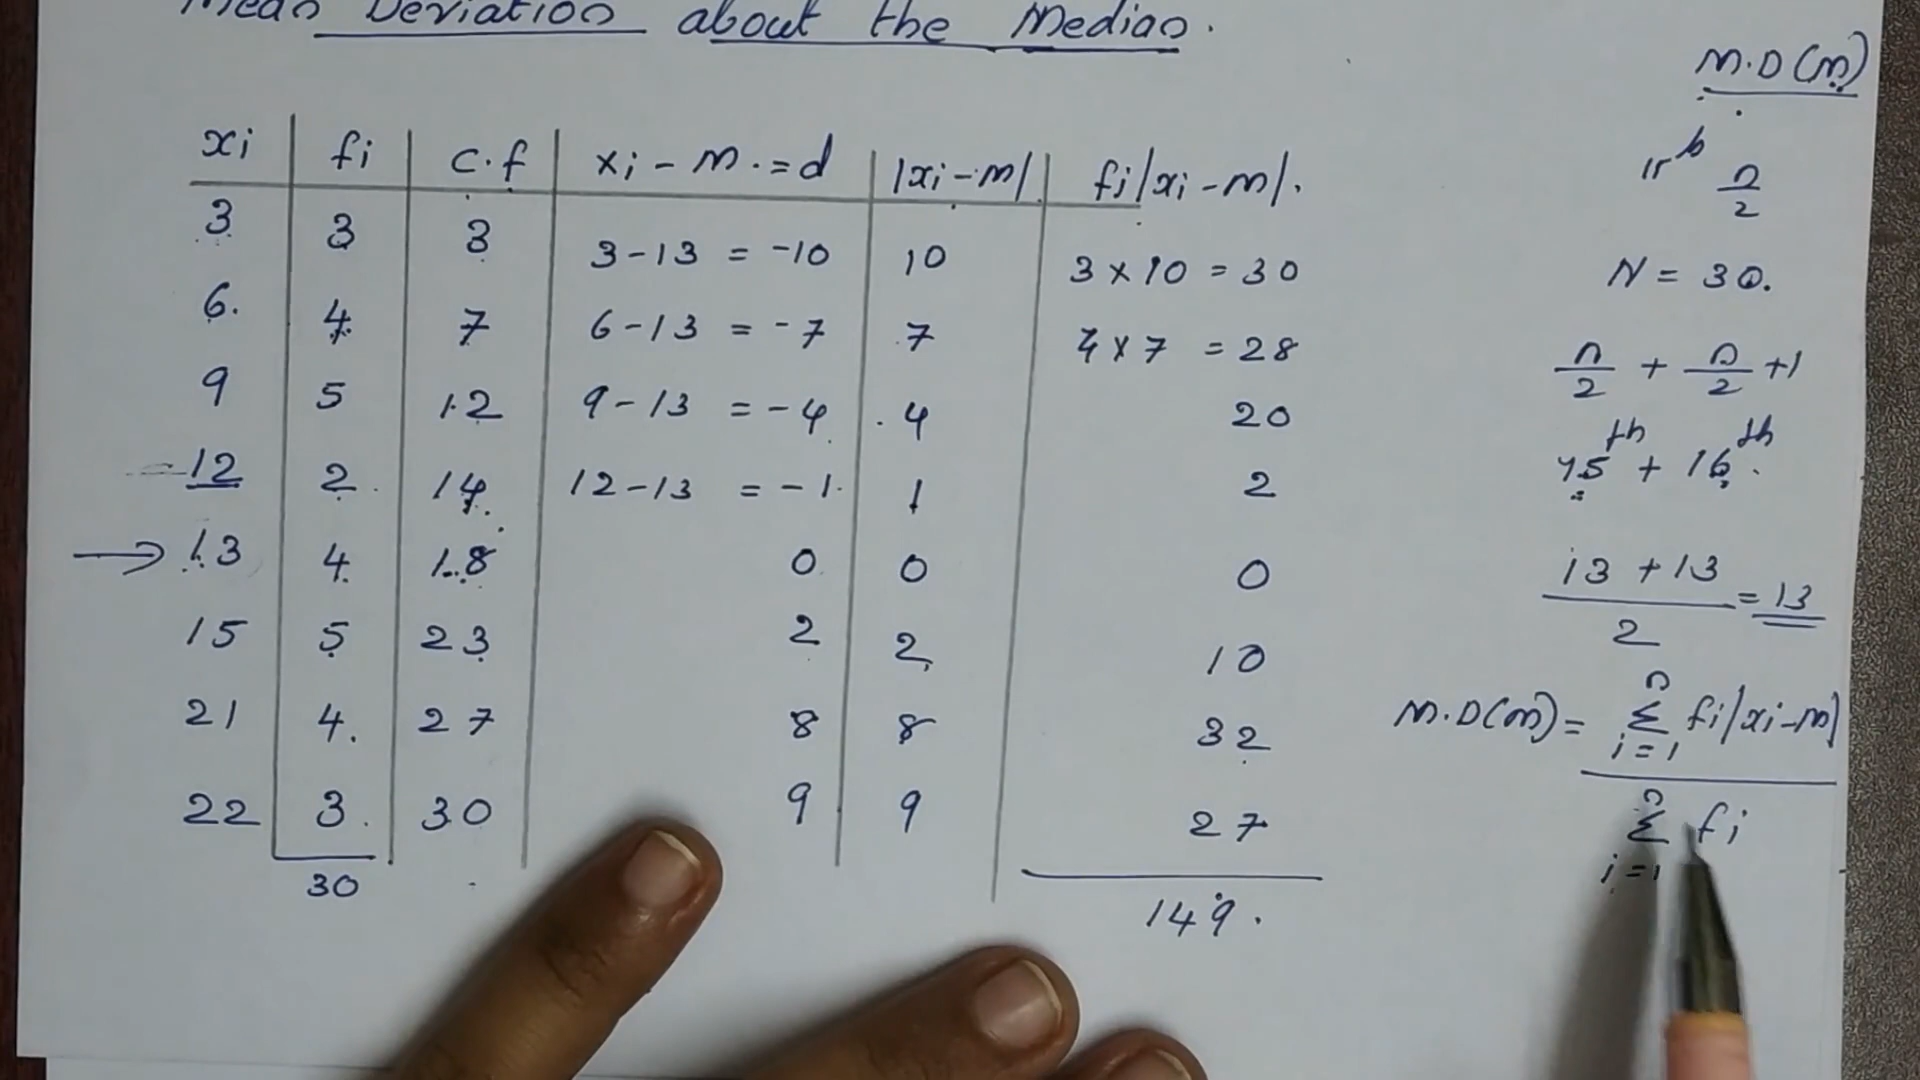 Mean Deviation about the Median.
M.D(m)
xi fi c.f xi - m. = d |xi - m| fi|xi - m|.
n/2
3 3 3 3 - 13 = -10 10 3 × 10 = 30
N = 30.
6. 4 7 6 - 13 = -7 7 4 × 7 = 28
n/2 + n/2 + 1
9 5 12 9 - 13 = -4 4 20
15th + 16th.
12 2 14 12 - 13 = -1 1 2
→ 13 4 18 0 0 0
13 + 13 / 2 = 13
15 5 23 2 2 10
21 4. 27 8 8 32
M.D(m) = n Σ i=1 fi|xi-m| / n Σ i=1 fi
22 3. 30 9 9 27
30 149.